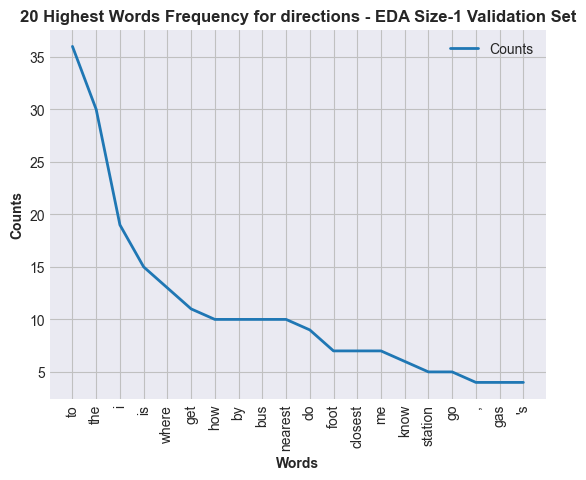 20 Highest Words Frequency for directions - EDA Size-1 Validation Set
Counts
Counts
35
30
25
20
15
10
5
to
the
i
is
where
get
how
by
bus
nearest
do
foot
closest
me
know
station
go
,
gas
's
Words